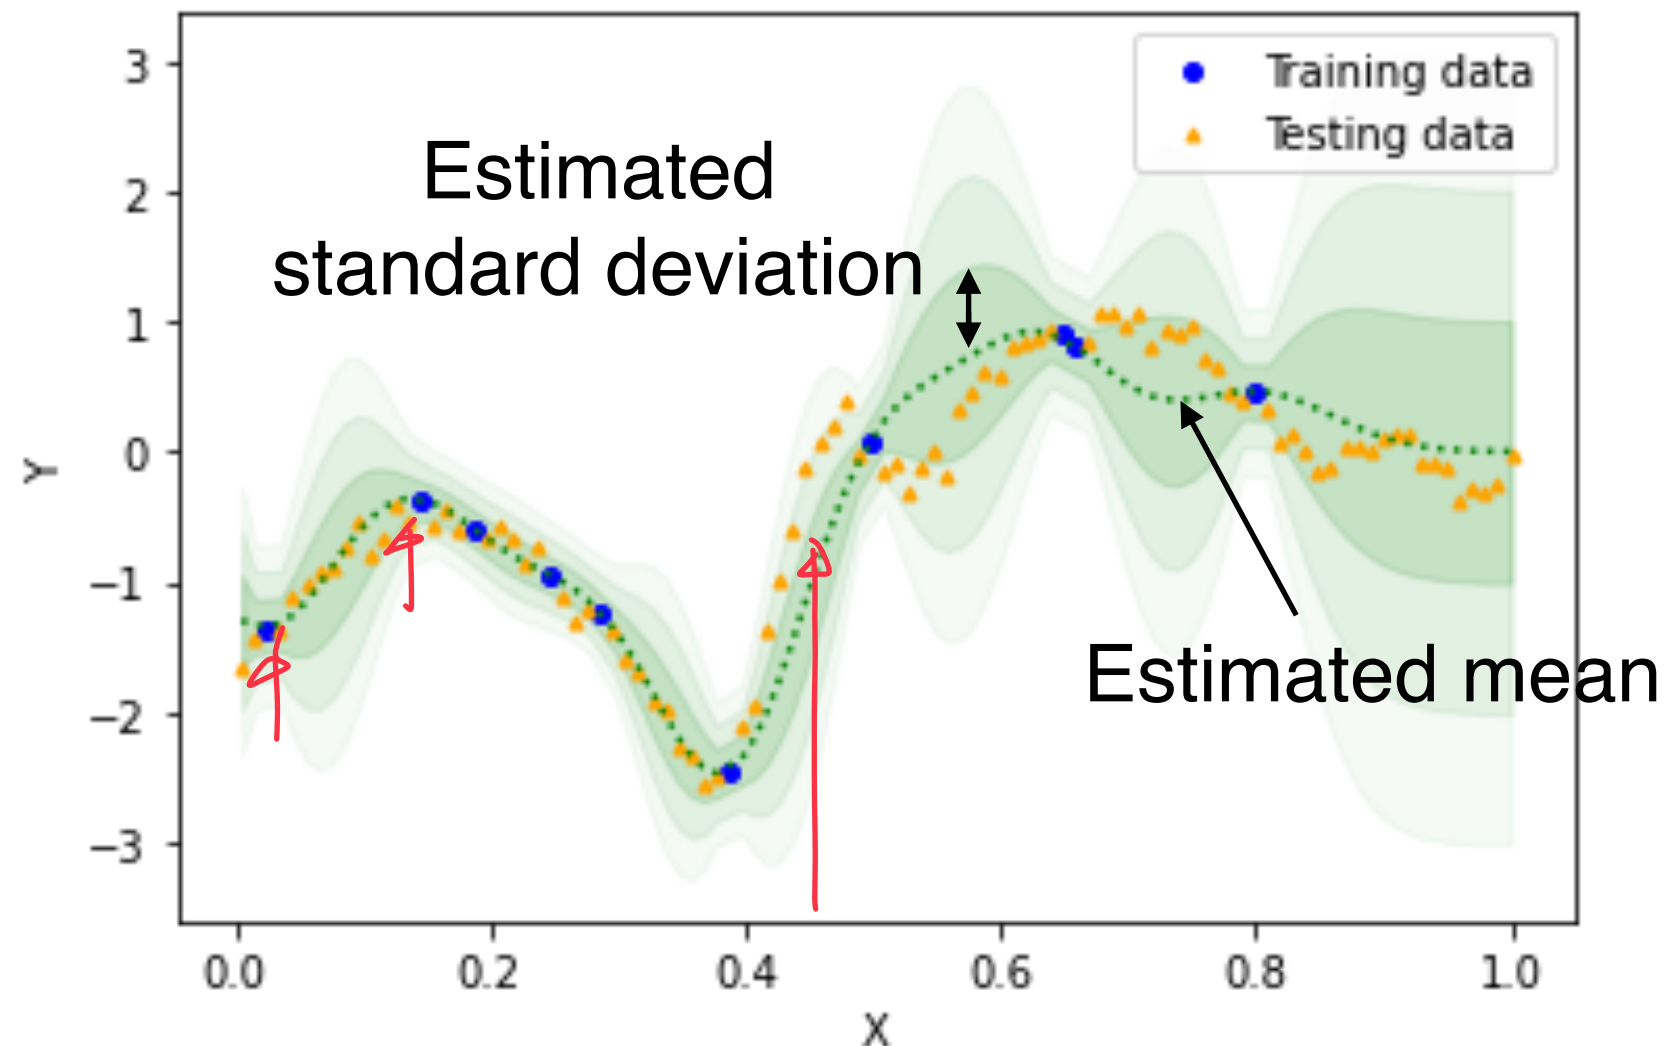 3
Training data
Testing data
Estimated
standard deviation
2
1
0
Y
−1
Estimated mean
−2
−3
0.0 0.2 0.4 0.6 0.8 1.0
X